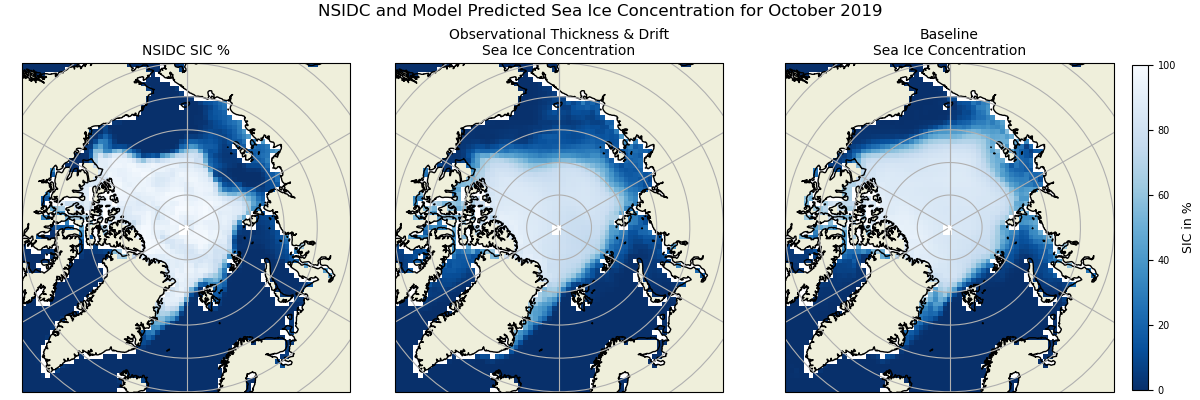 NSIDC and Model Predicted Sea Ice Concentration for October 2019
NSIDC SIC %
Observational Thickness & Drift
Sea Ice Concentration
Baseline
Sea Ice Concentration
100
80
60
40
20
0
SIC in %